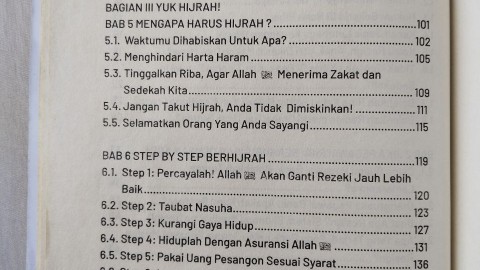 BAGIAN III YUK HIJRAH!
BAB 5 MENGAPA HARUS HIJRAH ? 101
5.1. Waktumu Dihabiskan Untuk Apa? 102
5.2. Menghindari Harta Haram 105
5.3. Tinggalkan Riba, Agar Allah ﷻ Menerima Zakat dan
Sedekah Kita 109
5.4. Jangan Takut Hijrah, Anda Tidak Dimiskinkan! 111
5.5. Selamatkan Orang Yang Anda Sayangi 115
BAB 6 STEP BY STEP BERHIJRAH 119
6.1. Step 1: Percayalah! Allah ﷻ Akan Ganti Rezeki Jauh Lebih
Baik 120
6.2. Step 2: Taubat Nasuha 123
6.3. Step 3: Kurangi Gaya Hidup 127
6.4. Step 4: Hiduplah Dengan Asuransi Allah ﷻ 131
6.5. Step 5: Pakai Uang Pesangon Sesuai Syarat 136